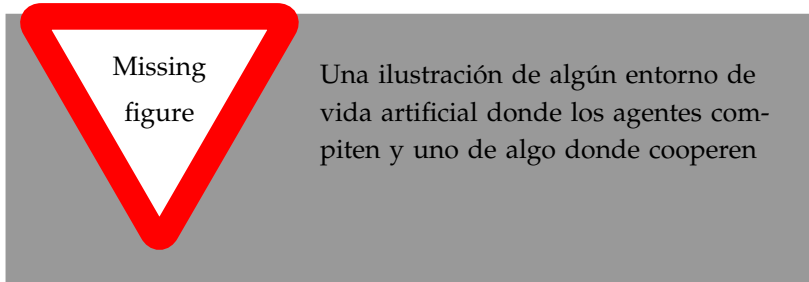 Missing
figure
Una ilustración de algún entorno de
vida artificial donde los agentes com-
piten y uno de algo donde cooperen